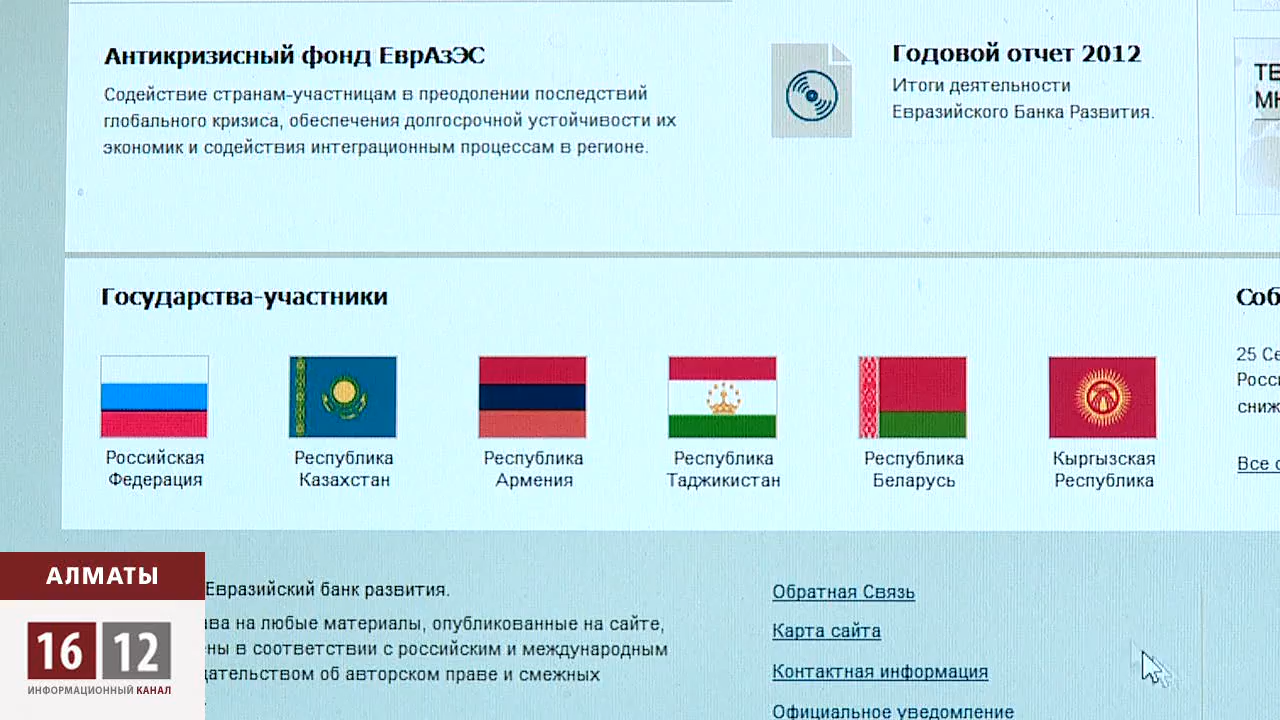 Антикризисный фонд ЕврАзЭС
Содействие странам-участницам в преодолении последствий
глобального кризиса, обеспечения долгосрочной устойчивости их
экономик и содействия интеграционным процессам в регионе.
Годовой отчет 2012
Итоги деятельности
Евразийского Банка Развития.
Государства-участники
Российская
Федерация
Республика
Казахстан
Республика
Армения
Республика
Таджикистан
Республика
Беларусь
Кыргызская
Республика
25
Все
Евразийский банк развития.
на любые материалы, опубликованные на сайте,
в соответствии с российским и международным
об авторском праве и смежных
Обратная Связь
Карта сайта
Контактная информация
Официальное уведомление
АЛМАТЫ
16 12
ИНФОРМАЦИОННЫЙ КАНАЛ